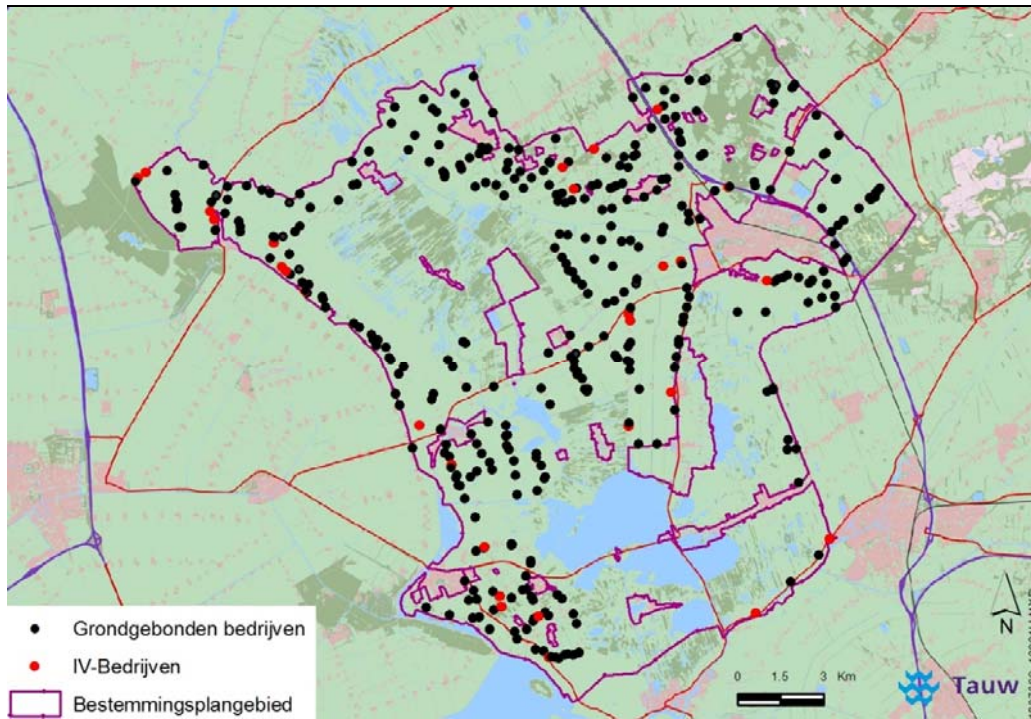 Grondgebonden bedrijven
IV-Bedrijven
Bestemmingsplangebied
0 1.5 3 Km
N
Tauw